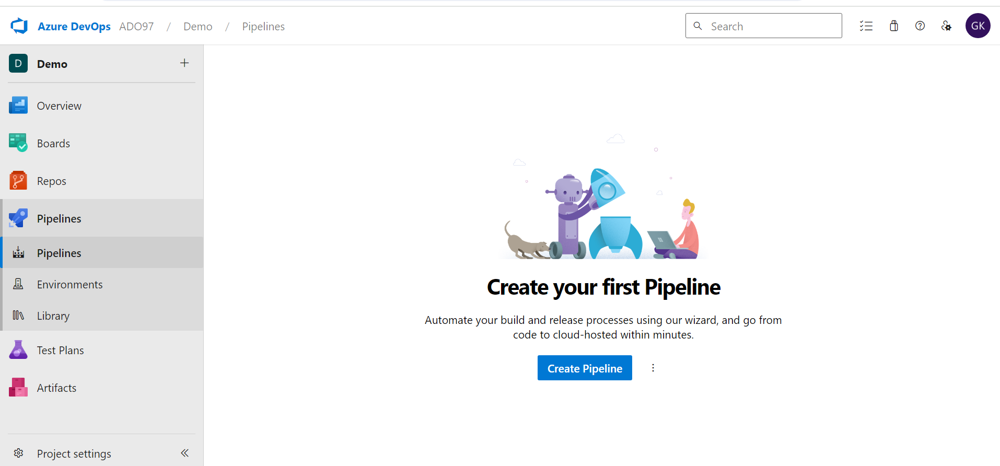 Azure DevOps ADO97 / Demo / Pipelines
Search
GK
D Demo
Overview
Boards
Repos
Pipelines
Pipelines
Environments
Library
Test Plans
Artifacts
Project settings
Create your first Pipeline
Automate your build and release processes using our wizard, and go from
code to cloud-hosted within minutes.
Create Pipeline